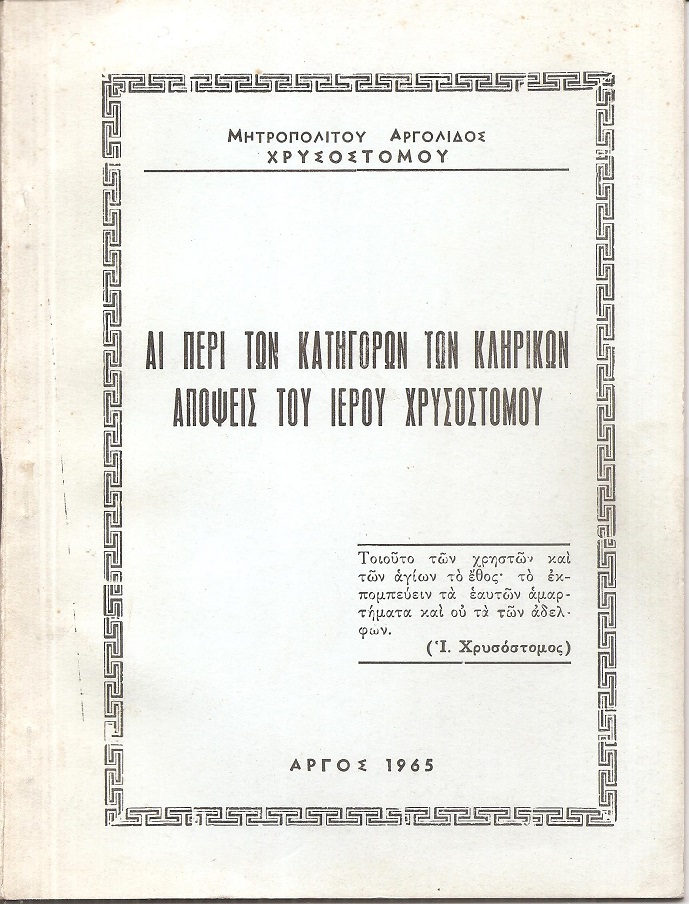 ΜΗΤΡΟΠΟΛΙΤΟΥ ΑΡΓΟΛΙΔΟΣ
ΧΡΥΣΟΣΤΟΜΟΥ
ΑΙ ΠΕΡΙ ΤΩΝ ΚΑΤΗΓΟΡΩΝ ΤΩΝ ΚΛΗΡΙΚΩΝ
ΑΠΟΨΕΙΣ ΤΟΥ ΙΕΡΟΥ ΧΡΥΣΟΣΤΟΜΟΥ
Τοιοῦτο τῶν χρηστῶν καὶ
τῶν ἁγίων τὸ ἔθος· τὸ ἐκ-
πομπεύειν τὰ ἑαυτῶν ἁμαρ-
τήματα καὶ οὐ τὰ τῶν ἀδελ-
φων.
(Ἱ. Χρυσόστομος)
ΑΡΓΟΣ 1965